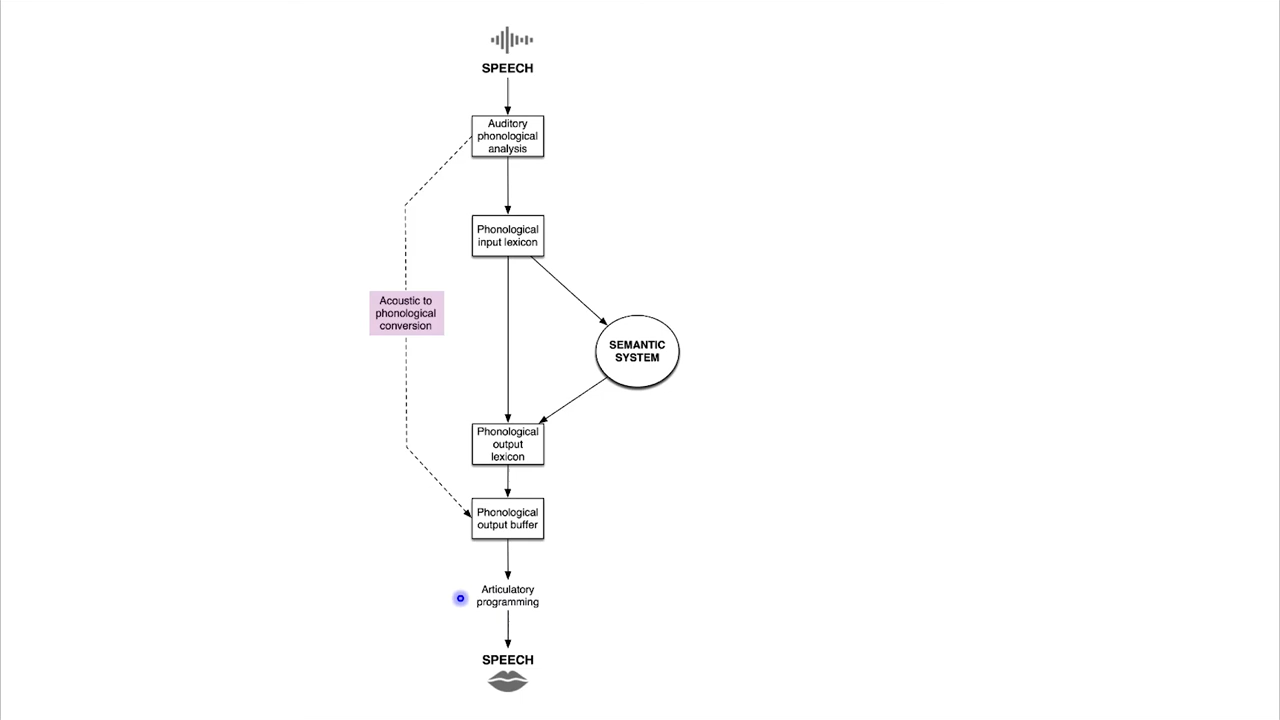 SPEECH
Auditory
phonological
analysis
Phonological
input lexicon
Acoustic to
phonological
conversion
SEMANTIC
SYSTEM
Phonological
output
lexicon
Phonological
output buffer
Articulatory
programming
SPEECH